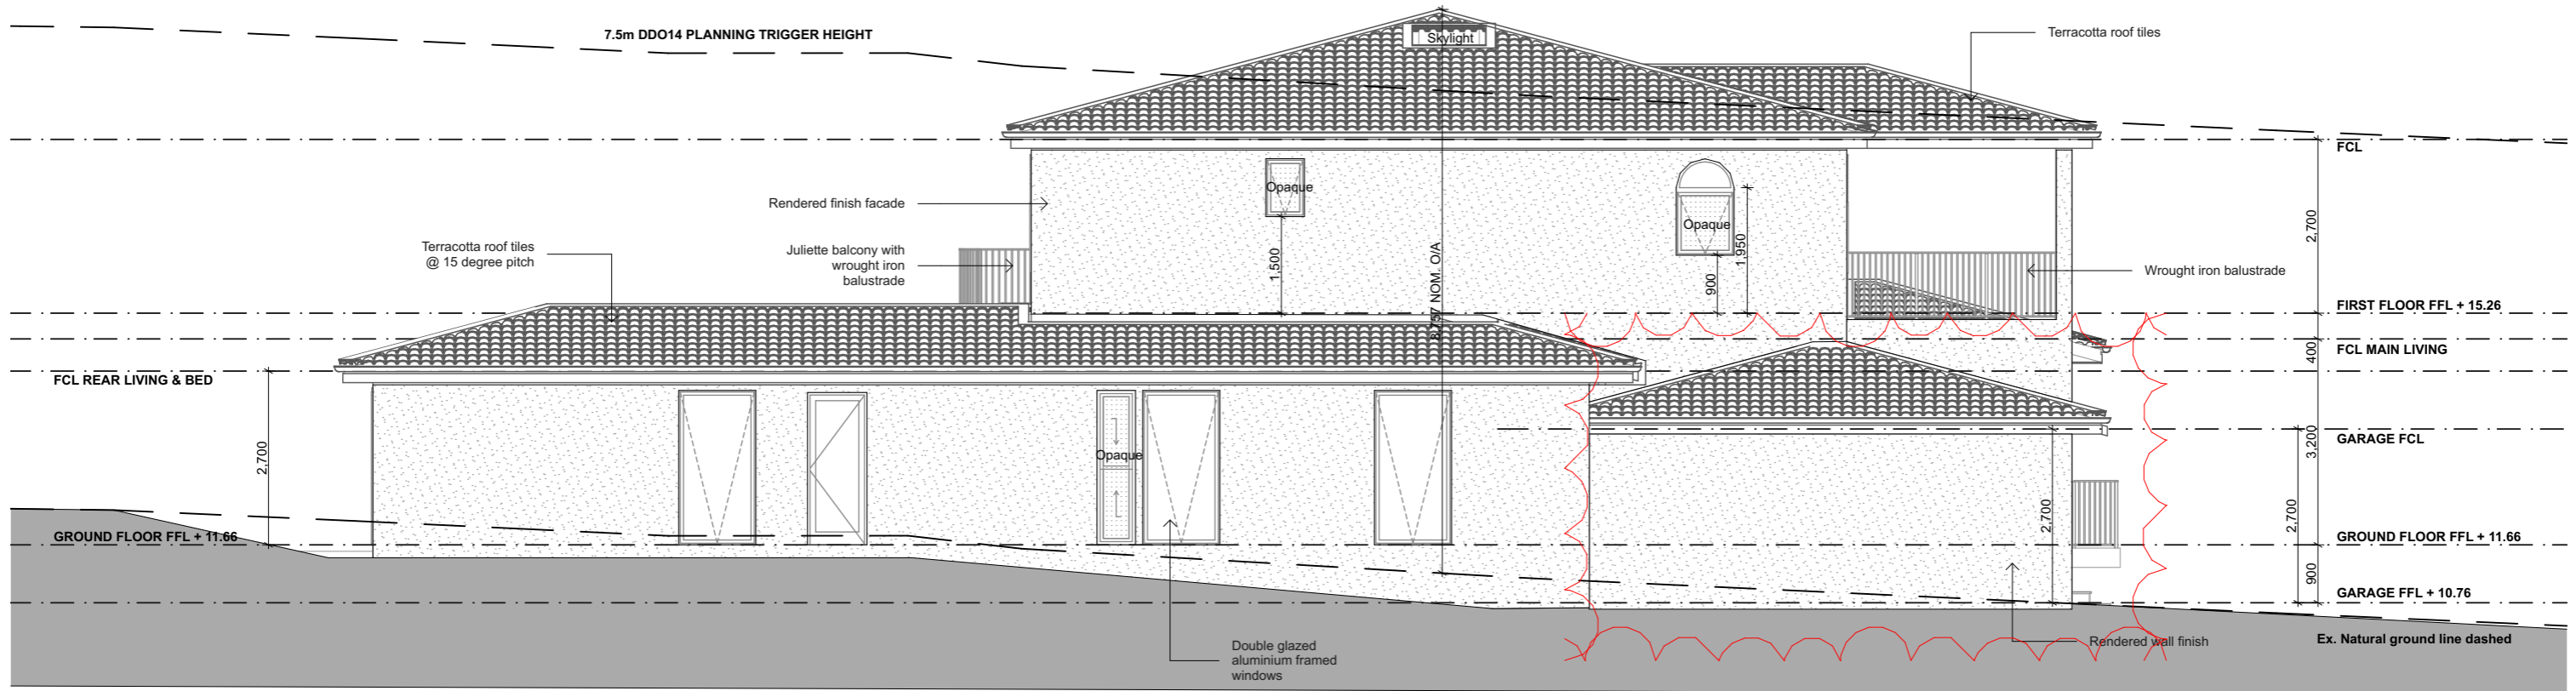 7.5m DDO14 PLANNING TRIGGER HEIGHT
Skylight
Terracotta roof tiles
FCL
Rendered finish facade
Opaque
Opaque
Terracotta roof tiles
@ 15 degree pitch
Juliette balcony with
wrought iron
balustrade
1,500
8,757 NOM. O/A
900
1,950
2,700
Wrought iron balustrade
FIRST FLOOR FFL + 15.26
400
FCL MAIN LIVING
FCL REAR LIVING & BED
2,700
Opaque
GARAGE FCL
3,200
2,700
2,700
GROUND FLOOR FFL + 11.66
GROUND FLOOR FFL + 11.66
900
GARAGE FFL + 10.76
Double glazed
aluminium framed
windows
Rendered wall finish
Ex. Natural ground line dashed